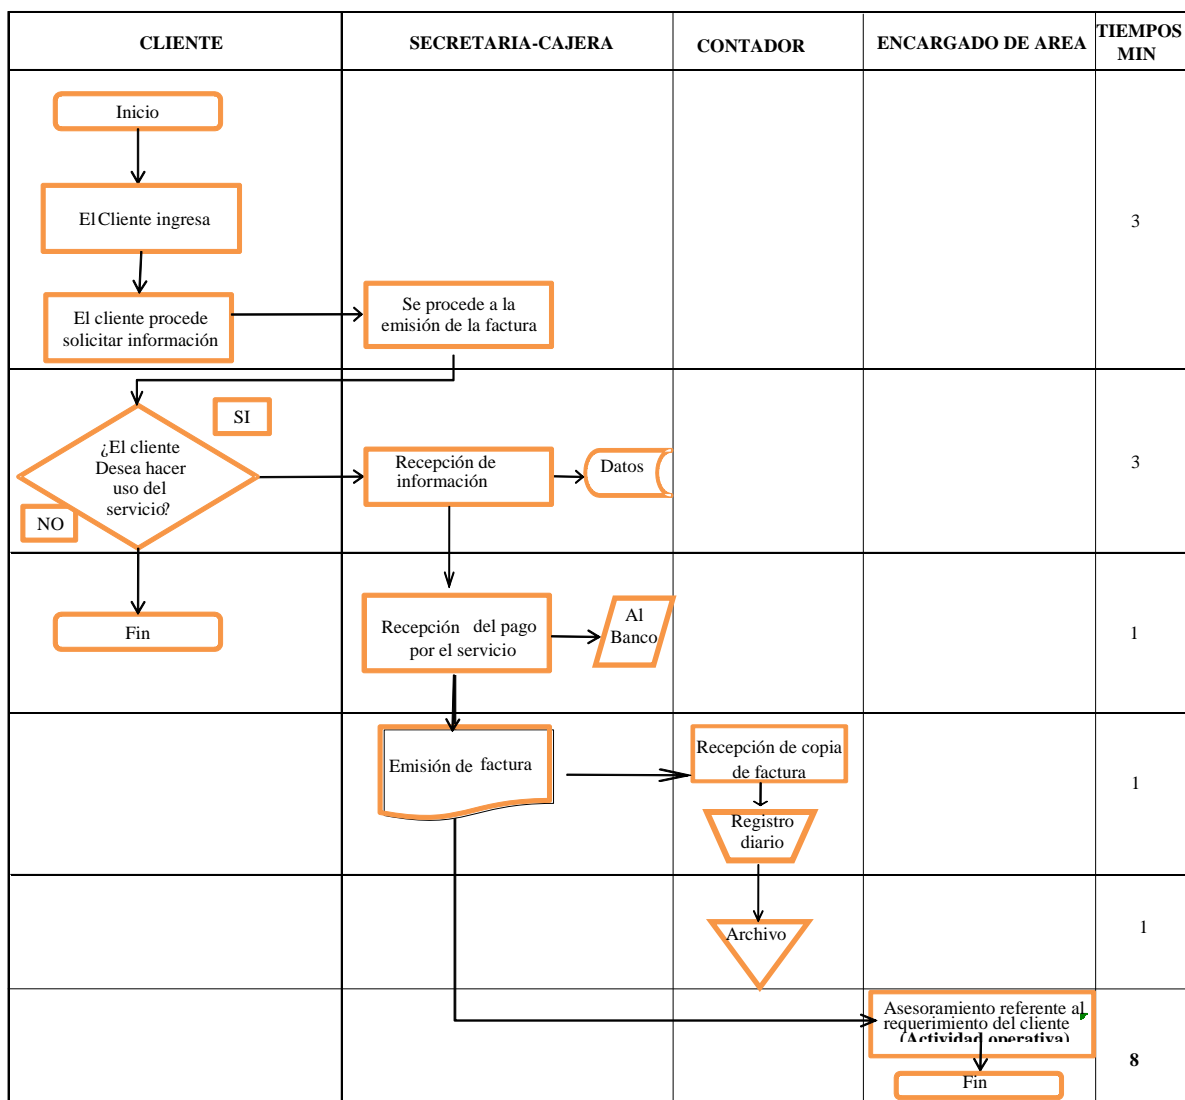 CLIENTE
SECRETARIA-CAJERA
CONTADOR
ENCARGADO DE AREA
TIEMPOS
MIN
Inicio
El Cliente ingresa
3
El cliente procede
solicitar información
Se procede a la
emisión de la factura
SI
¿El cliente
Desea hacer
uso del
servicio?
NO
Recepción de
información
Datos
3
Fin
Recepción del pago
por el servicio
Al
Banco
1
Emisión de factura
Recepción de copia
de factura
1
Registro
diario
Archivo
1
Asesoramiento referente al
requerimiento del cliente
(Actividad operativa)
8
Fin